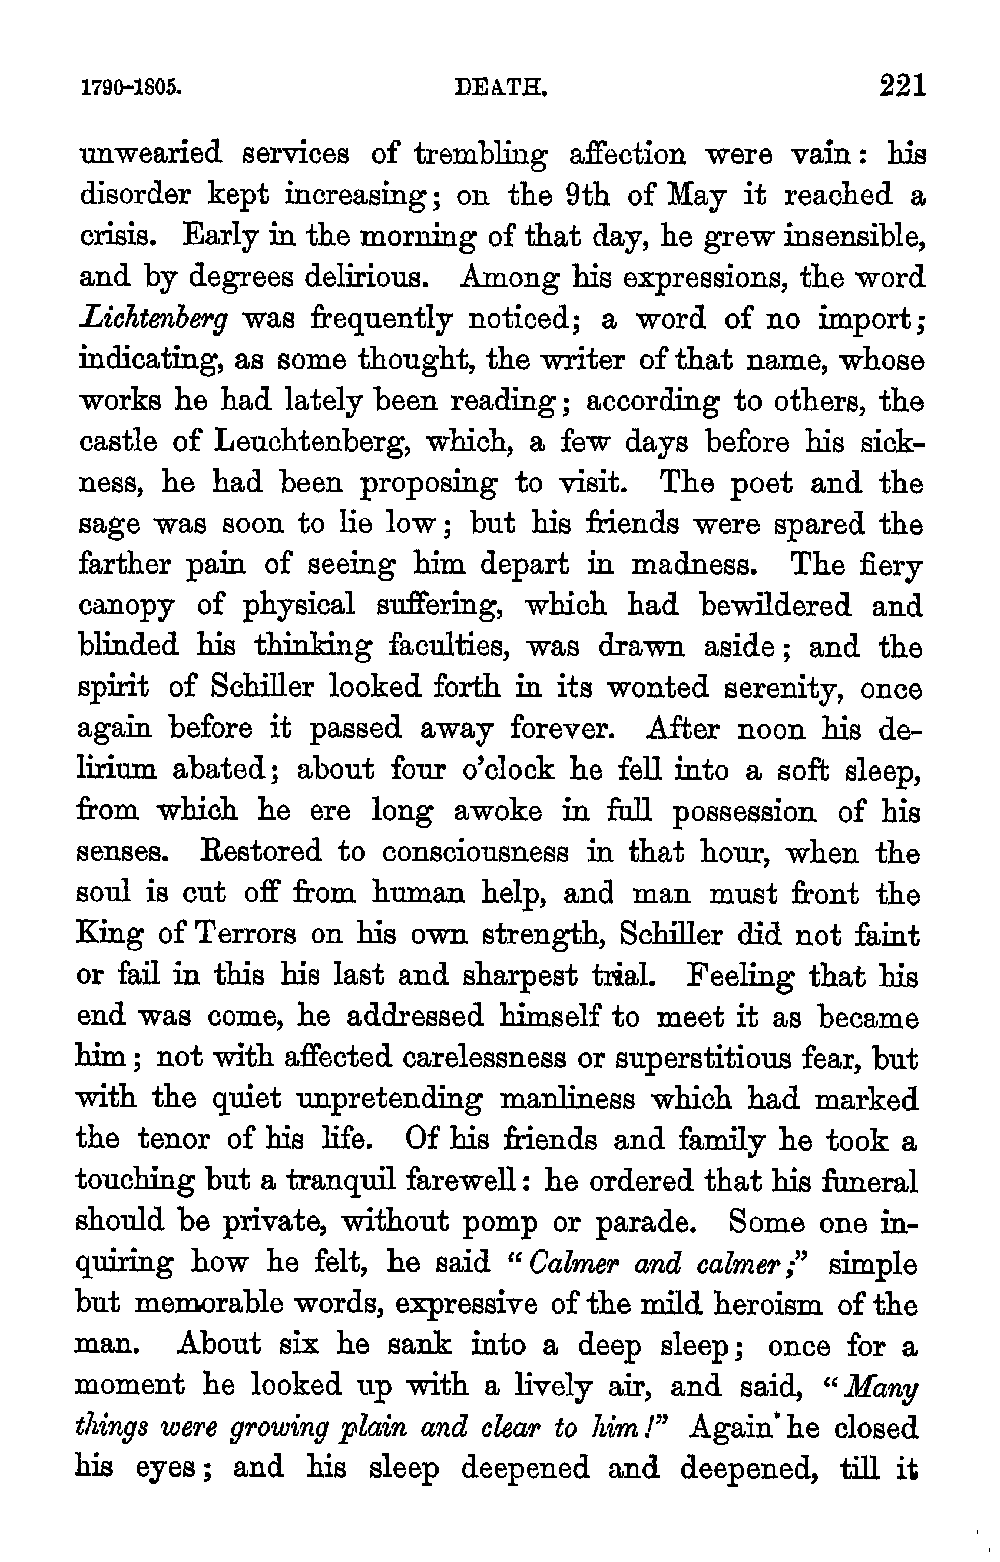 1790-1805. DEATH. 221
unwearied services of trembling affection were vain: his
disorder kept increasing; on the 9th of May it reached a
crisis. Early in the morning of that day, he grew insensible,
and by degrees delirious. Among his expressions, the word
Lichtenberg was frequently noticed; a word of no import;
indicating, as some thought, the writer of that name, whose
works he had lately been reading; according to others, the
castle of Leuchtenberg, which, a few days before his sick-
ness, he had been proposing to visit. The poet and the
sage was soon to lie low; but his friends were spared the
farther pain of seeing him depart in madness. The fiery
canopy of physical suffering, which had bewildered and
blinded his thinking faculties, was drawn aside; and the
spirit of Schiller looked forth in its wonted serenity, once
again before it passed away forever. After noon his de-
lirium abated; about four o'clock he fell into a soft sleep,
from which he ere long awoke in full possession of his
senses. Restored to consciousness in that hour, when the
soul is cut off from human help, and man must front the
King of Terrors on his own strength, Schiller did not faint
or fail in this his last and sharpest trial. Feeling that his
end was come, he addressed himself to meet it as became
him; not with affected carelessness or superstitious fear, but
with the quiet unpretending manliness which had marked
the tenor of his life. Of his friends and family he took a
touching but a tranquil farewell: he ordered that his funeral
should be private, without pomp or parade. Some one in-
quiring how he felt, he said "Calmer and calmer;" simple
but memorable words, expressive of the mild heroism of the
man. About six he sank into a deep sleep; once for a
moment he looked up with a lively air, and said, "Many
things were growing plain and clear to him!" Again he closed
his eyes; and his sleep deepened and deepened, till it